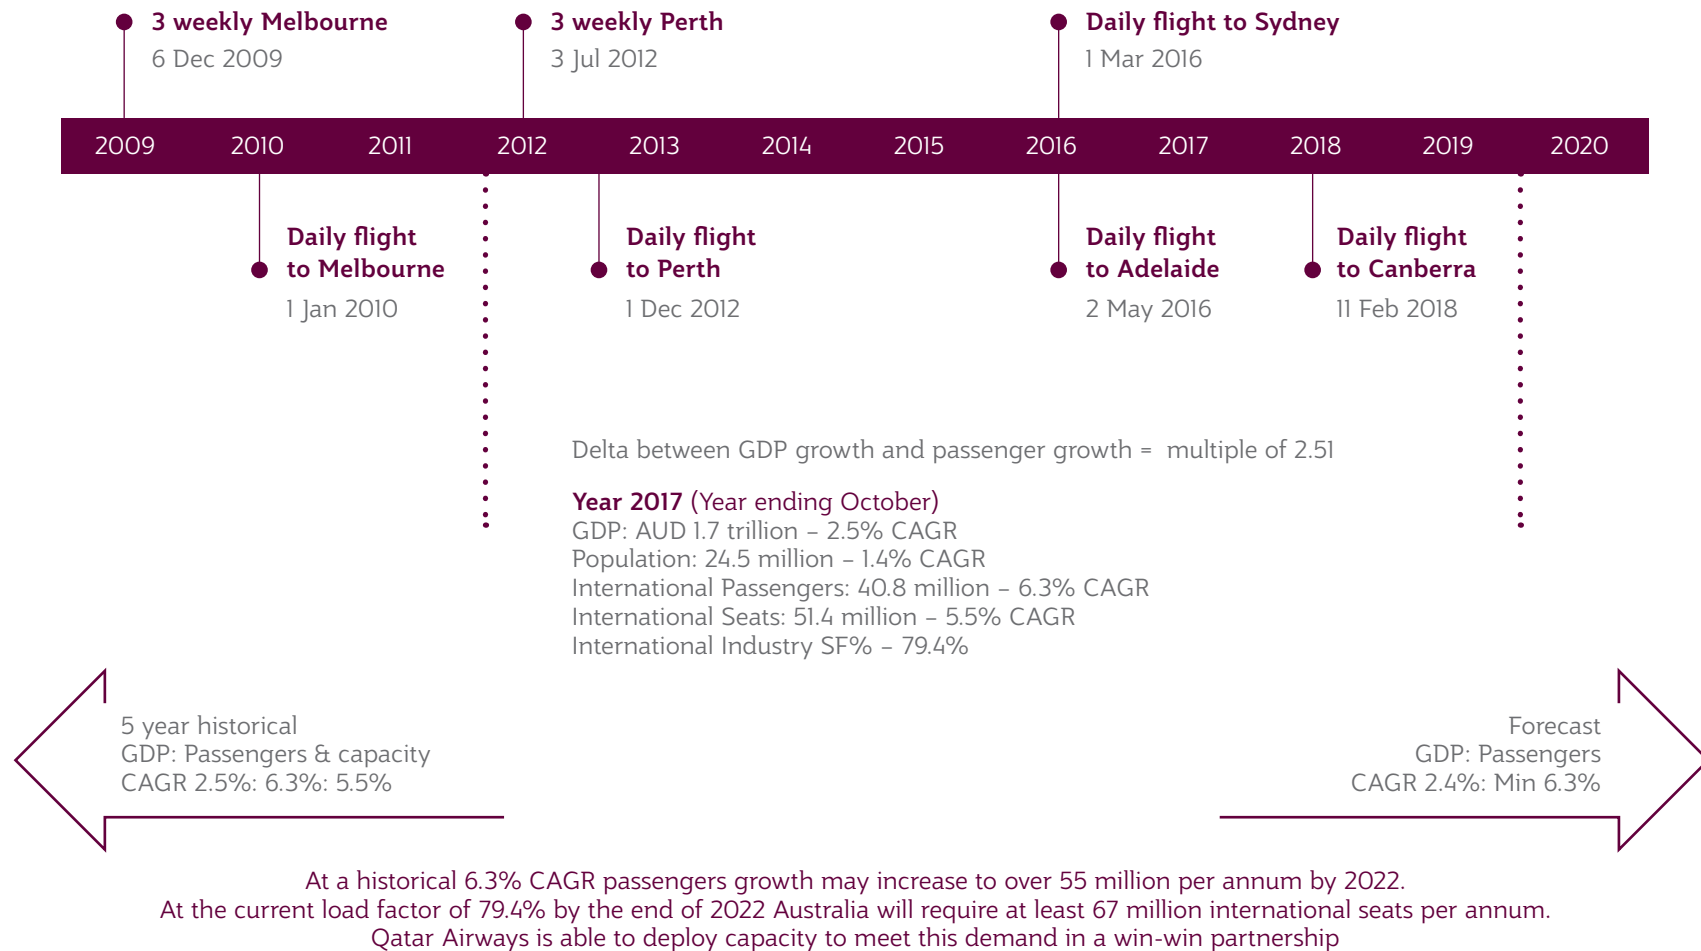 3 weekly Melbourne
6 Dec 2009
3 weekly Perth
3 Jul 2012
Daily flight to Sydney
1 Mar 2016
2009 2010 2011 2012 2013 2014 2015 2016 2017 2018 2019 2020
Daily flight
to Melbourne
1 Jan 2010
Daily flight
to Perth
1 Dec 2012
Daily flight
to Adelaide
2 May 2016
Daily flight
to Canberra
11 Feb 2018
Delta between GDP growth and passenger growth = multiple of 2.51
Year 2017 (Year ending October)
GDP: AUD 1.7 trillion – 2.5% CAGR
Population: 24.5 million – 1.4% CAGR
International Passengers: 40.8 million – 6.3% CAGR
International Seats: 51.4 million – 5.5% CAGR
International Industry SF% – 79.4%
5 year historical
GDP: Passengers & capacity
CAGR 2.5%: 6.3%: 5.5%
Forecast
GDP: Passengers
CAGR 2.4%: Min 6.3%
At a historical 6.3% CAGR passengers growth may increase to over 55 million per annum by 2022.
At the current load factor of 79.4% by the end of 2022 Australia will require at least 67 million international seats per annum.
Qatar Airways is able to deploy capacity to meet this demand in a win-win partnership